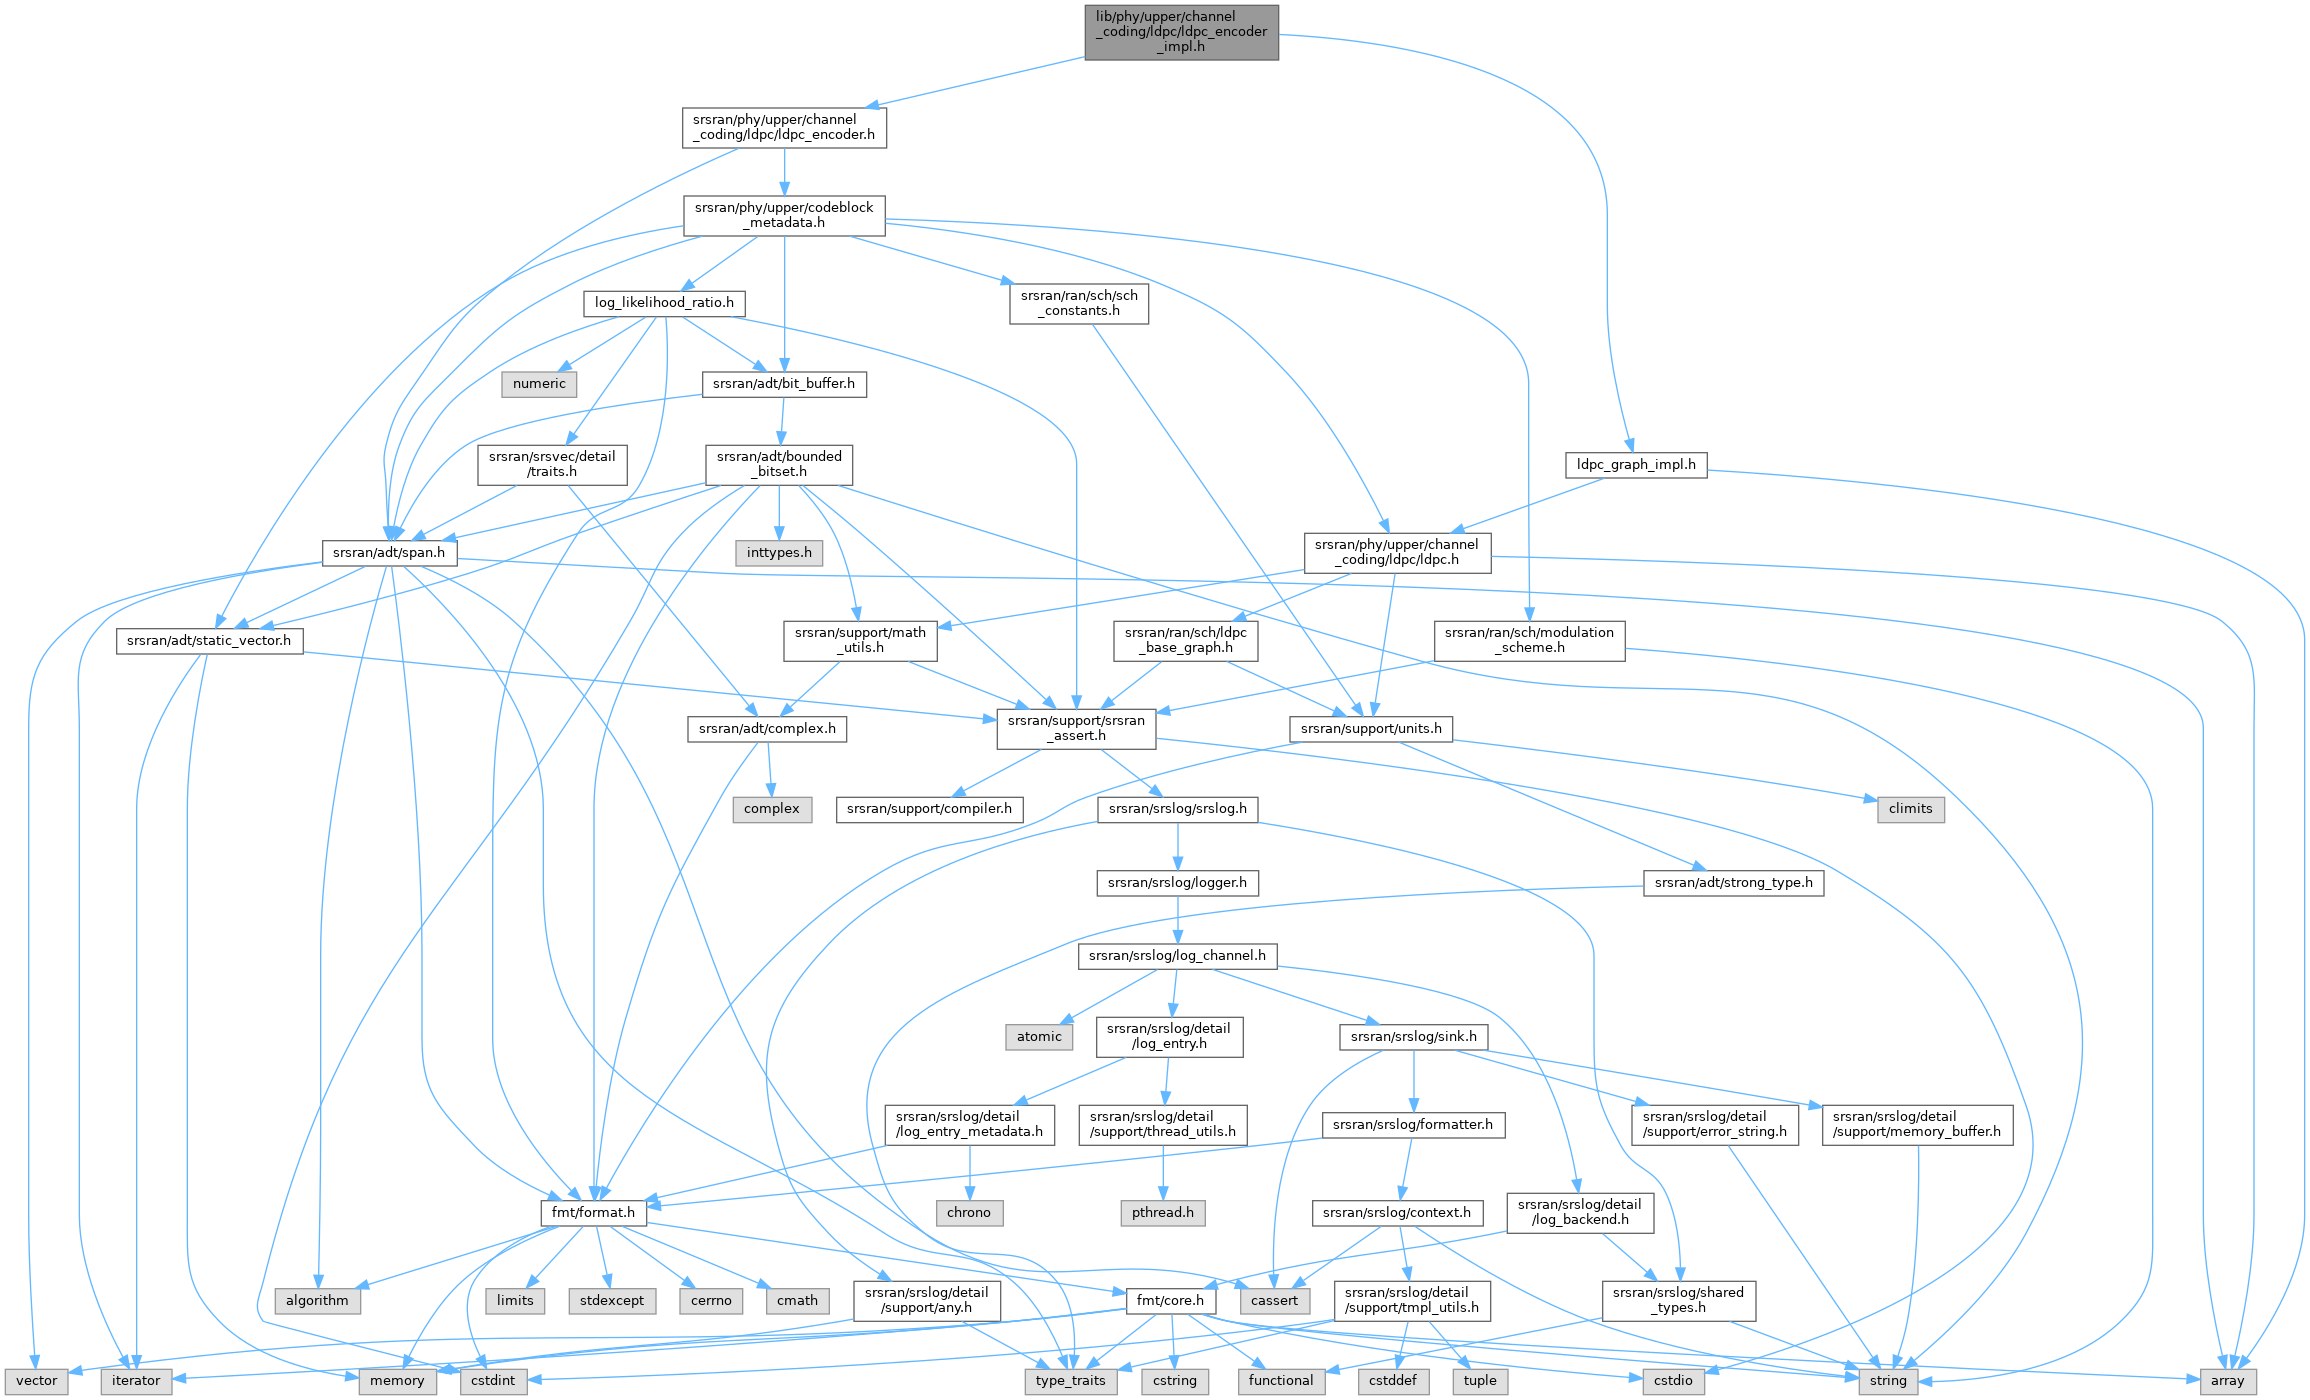 lib/phy/upper/channel
_coding/ldpc/ldpc_encoder
_impl.h
srsran/phy/upper/channel
_coding/ldpc/ldpc_encoder.h
srsran/phy/upper/codeblock
_metadata.h
log_likelihood_ratio.h
srsran/ran/sch/sch
_constants.h
numeric
srsran/adt/bit_buffer.h
srsran/srsvec/detail
/traits.h
srsran/adt/bounded
_bitset.h
ldpc_graph_impl.h
srsran/adt/span.h
inttypes.h
srsran/phy/upper/channel
_coding/ldpc/ldpc.h
srsran/adt/static_vector.h
srsran/support/math
_utils.h
srsran/ran/sch/ldpc
_base_graph.h
srsran/ran/sch/modulation
_scheme.h
srsran/adt/complex.h
srsran/support/srsran
_assert.h
srsran/support/units.h
complex
srsran/support/compiler.h
srsran/srslog/srslog.h
climits
srsran/srslog/logger.h
srsran/adt/strong_type.h
srsran/srslog/log_channel.h
atomic
srsran/srslog/detail
/log_entry.h
srsran/srslog/sink.h
srsran/srslog/detail
/log_entry_metadata.h
srsran/srslog/detail
/support/thread_utils.h
srsran/srslog/formatter.h
srsran/srslog/detail
/support/error_string.h
srsran/srslog/detail
/support/memory_buffer.h
fmt/format.h
chrono
pthread.h
srsran/srslog/context.h
srsran/srslog/detail
/log_backend.h
algorithm
limits
stdexcept
cerrno
cmath
srsran/srslog/detail
/support/any.h
fmt/core.h
cassert
srsran/srslog/detail
/support/tmpl_utils.h
srsran/srslog/shared
_types.h
vector
iterator
memory
cstdint
type_traits
cstring
functional
cstddef
tuple
cstdio
string
array